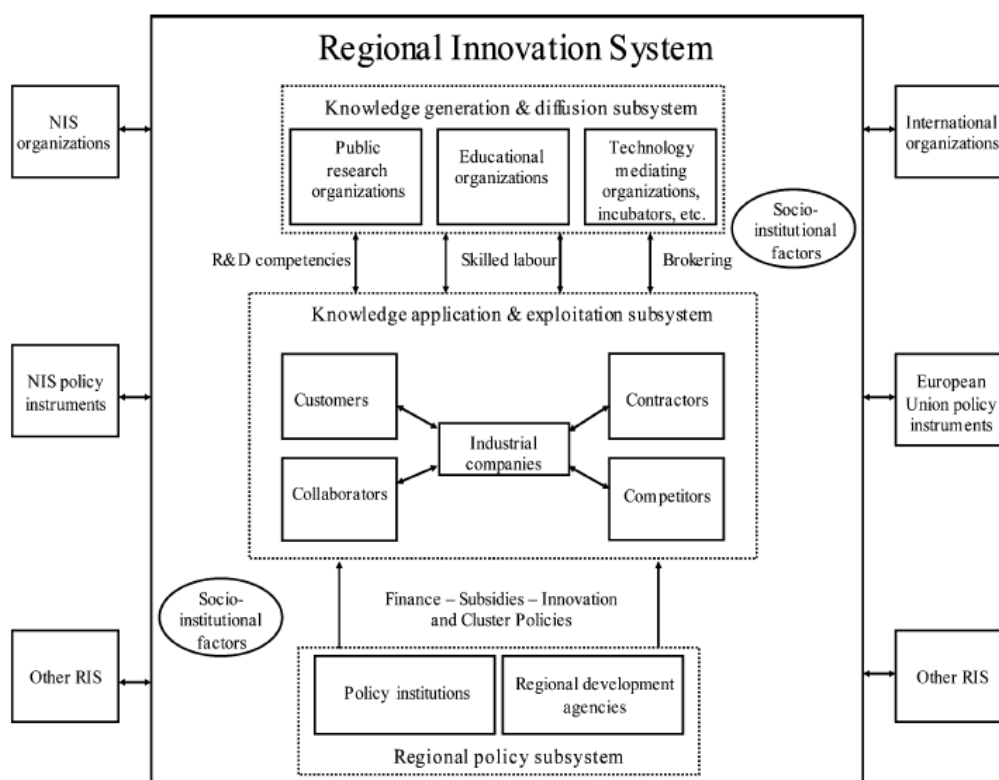 Regional Innovation System
NIS
organizations
Knowledge generation & diffusion subsystem
Public
research
organizations
Educational
organizations
Technology
mediating
organizations,
incubators, etc.
International
organizations
Socio-
institutional
factors
R&D competencies
Skilled labour
Brokering
Knowledge application & exploitation subsystem
NIS policy
instruments
Customers
Contractors
Industrial
companies
Collaborators
Competitors
European
Union policy
instruments
Socio-
institutional
factors
Finance – Subsidies – Innovation
and Cluster Policies
Other RIS
Policy institutions
Regional development
agencies
Regional policy subsystem
Other RIS